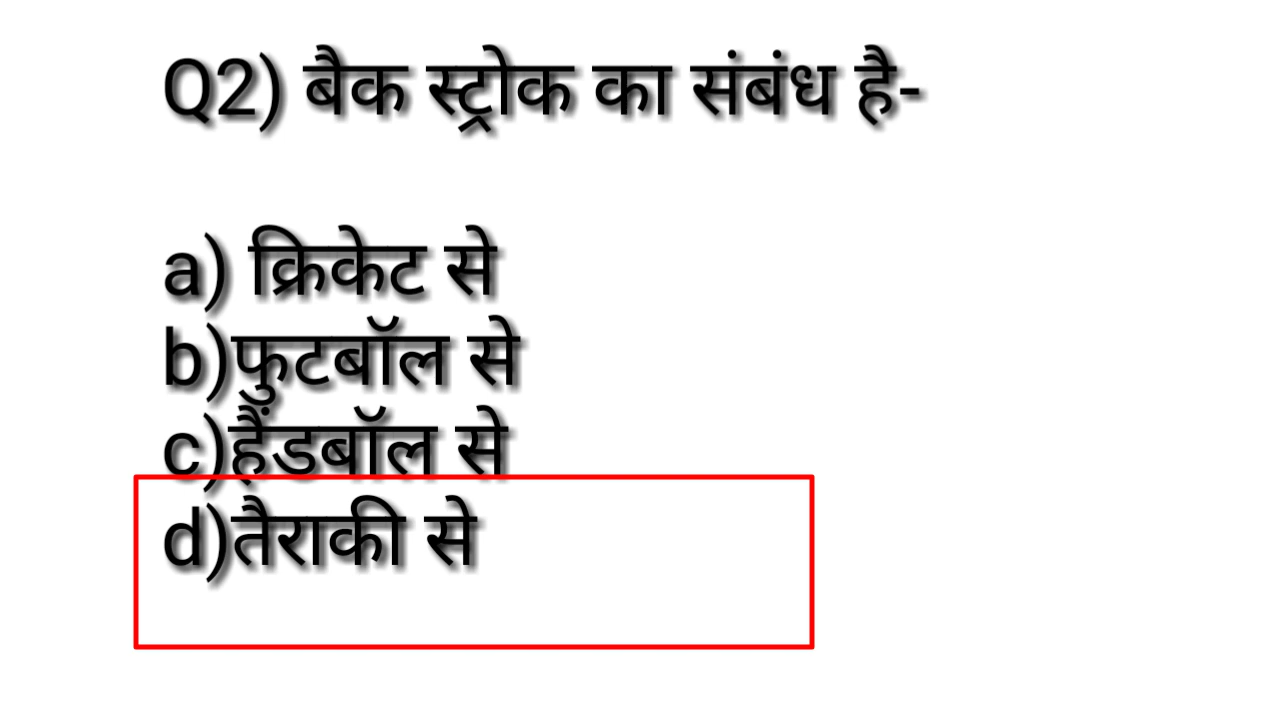 Q2) बैक स्ट्रोक का संबंध है-
a) क्रिकेट से
b)फुटबॉल से
c)हैंडबॉल से
d)तैराकी से